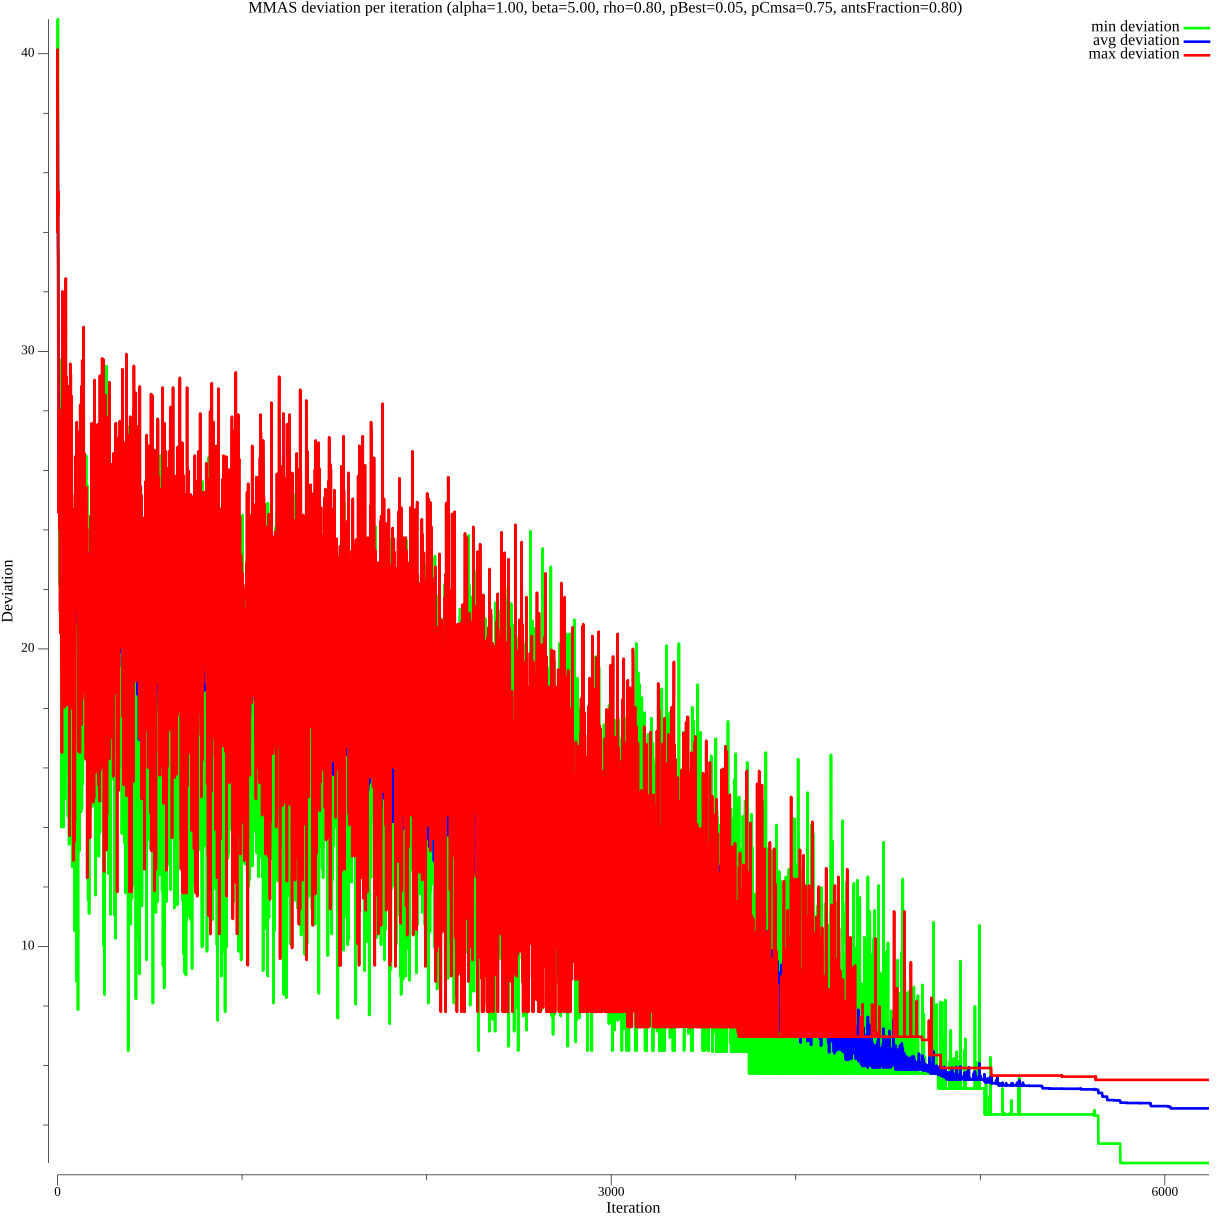 MMAS deviation per iteration (alpha=1.00, beta=5.00, rho=0.80, pBest=0.05, pCmsa=0.75, antsFraction=0.80)
min deviation
avg deviation
max deviation
40
30
20
10
Deviation
0
3000
6000
Iteration